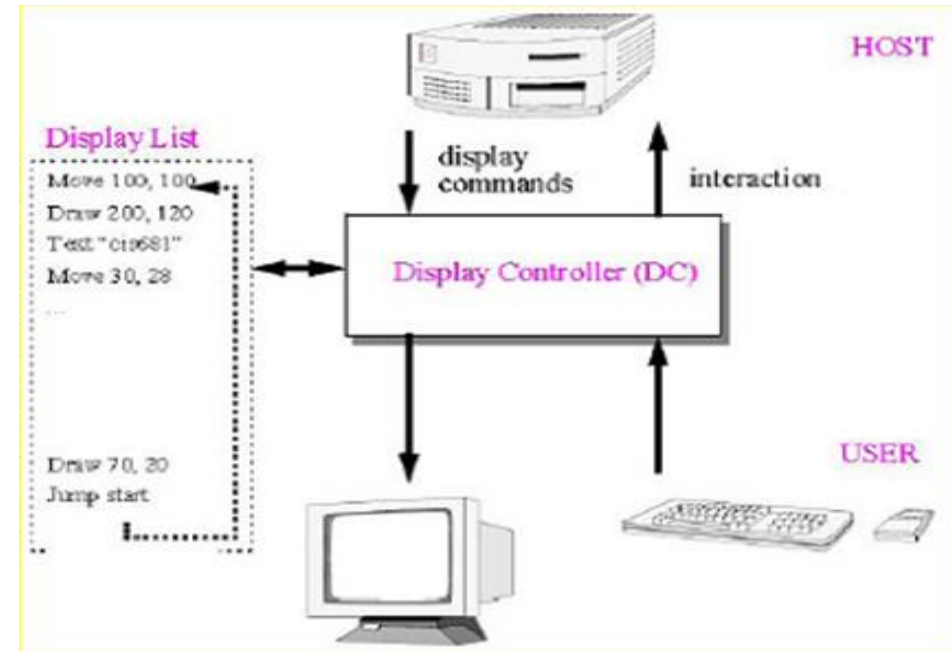 HOST
Display List
Move 100, 100
Draw 200, 120
Text "cis681"
Move 30, 28
...
Draw 70, 20
Jump start
display
commands
interaction
Display Controller (DC)
USER